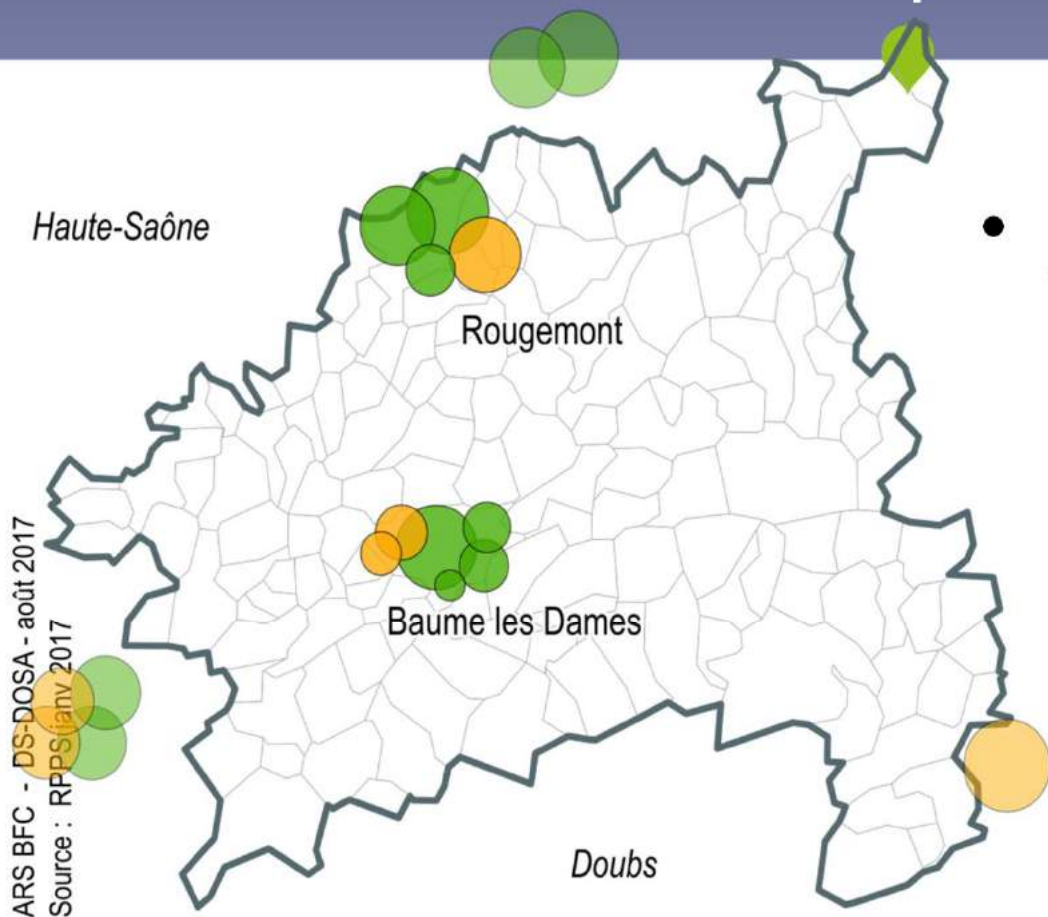 Haute-Saône
Rougemont
Baume les Dames
Doubs
ARS BFC - DS-DOSA - août 2017
Source : RPPS janv 2017